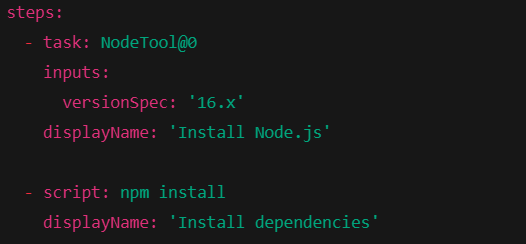 steps:
  - task: NodeTool@0
    inputs:
      versionSpec: '16.x'
    displayName: 'Install Node.js'

  - script: npm install
    displayName: 'Install dependencies'